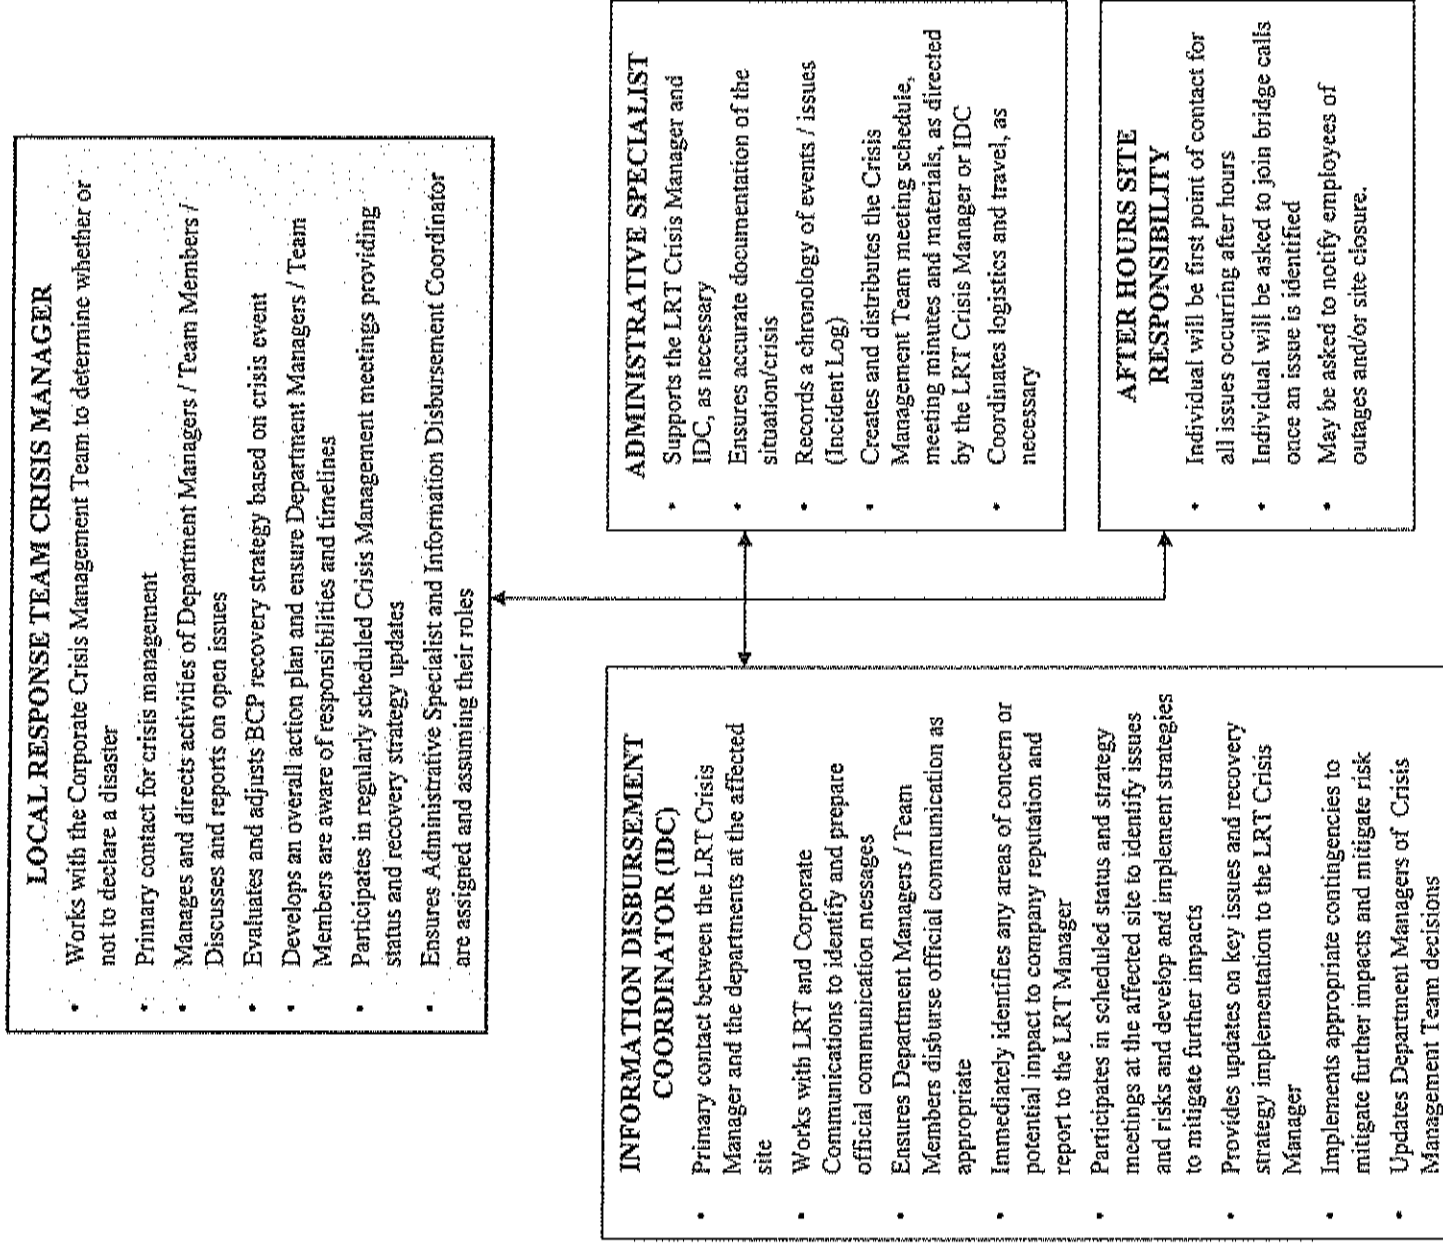 LOCAL RESPONSE TEAM CRISIS MANAGER
• Works with the Corporate Crisis Management Team to determine whether or
not to declare a disaster
• Primary contact for crisis management
• Manages and directs activities of Department Managers / Team Members /
Discusses and reports on open issues
• Evaluates and adjusts BCP recovery strategy based on crisis event
• Develops an overall action plan and ensure Department Managers / Team
Members are aware of responsibilities and timelines
• Participates in regularly scheduled Crisis Management meetings providing
status and recovery strategy updates
• Ensures Administrative Specialist and Information Disbursement Coordinator
are assigned and assuming their roles
INFORMATION DISBURSEMENT
COORDINATOR (IDC)
• Primary contact between the LRT Crisis
Manager and the departments at the affected
site
• Works with LRT and Corporate
Communications to identify and prepare
official communication messages
• Ensures Department Managers / Team
Members disburse official communication as
appropriate
• Immediately identifies any areas of concern or
potential impact to company reputation and
report to the LRT Manager
• Participates in scheduled status and strategy
meetings at the affected site to identify issues
and risks and develop and implement strategies
to mitigate further impacts
• Provides updates on key issues and recovery
strategy implementation to the LRT Crisis
Manager
• Implements appropriate contingencies to
mitigate further impacts and mitigate risk
• Updates Department Managers of Crisis
Management Team decisions
ADMINISTRATIVE SPECIALIST
• Supports the LRT Crisis Manager and
IDC, as necessary
• Ensures accurate documentation of the
situation/crisis
• Records a chronology of events / issues
(Incident Log)
• Creates and distributes the Crisis
Management Team meeting schedule,
meeting minutes and materials, as directed
by the LRT Crisis Manager or IDC
• Coordinates logistics and travel, as
necessary
AFTER HOURS SITE
RESPONSIBILITY
• Individual will be first point of contact for
all issues occurring after hours
• Individual will be asked to join bridge calls
once an issue is identified
• May be asked to notify employees of
outages and/or site closure.